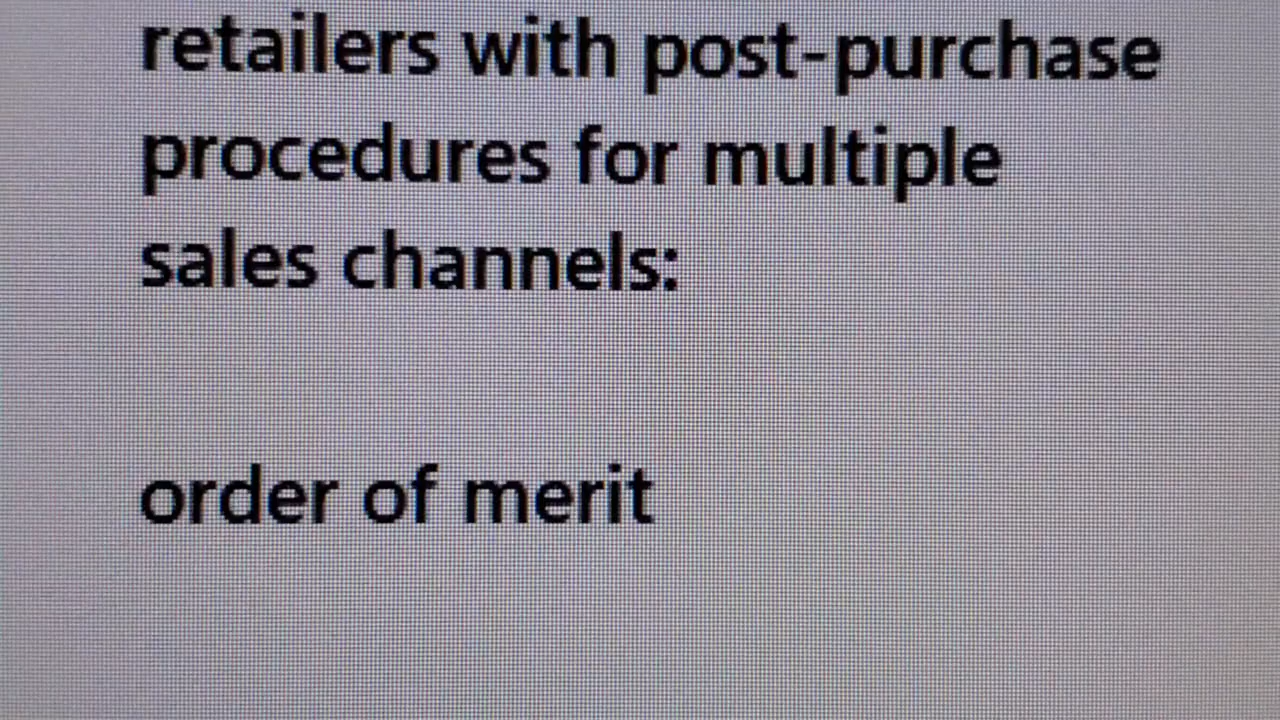 retailers with post-purchase
procedures for multiple
sales channels:
order of merit